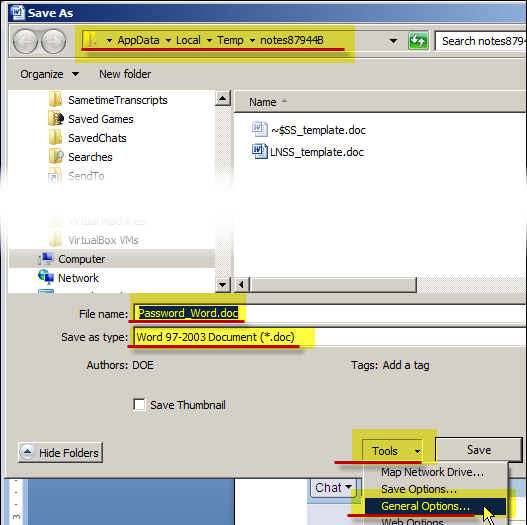 Save As
AppData Local Temp notes87944B
Search notes879
Organize New folder
SametimeTranscripts
Saved Games
SavedChats
Searches
SendTo
Virtual Machines
VirtualBox VMs
Computer
Network
Name
~$SS_template.doc
LNSS_template.doc
File name: Password_Word.doc
Save as type: Word 97-2003 Document (*.doc)
Authors: DOE Tags: Add a tag
Save Thumbnail
Hide Folders Tools Save
Map Network Drive...
Save Options...
General Options...
Web Options
Chat
3